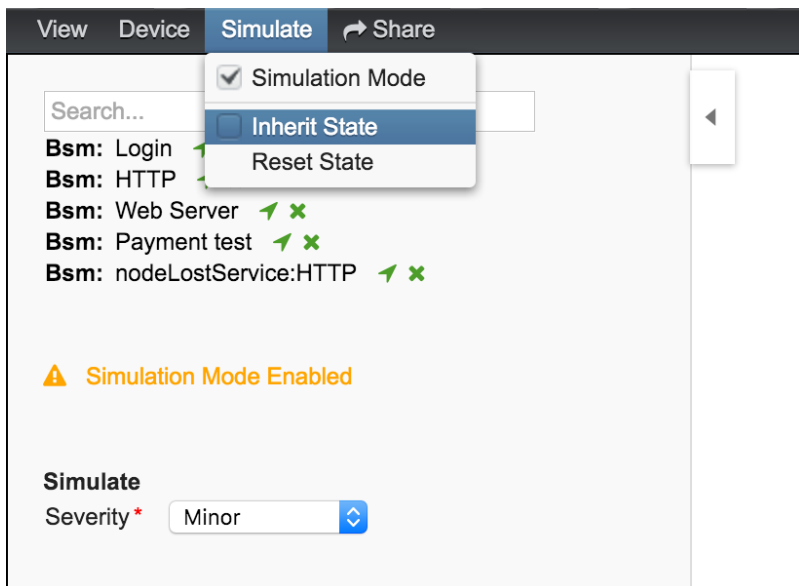 View Device Simulate Share
Simulation Mode
Search...
Inherit State
Bsm: Login
Reset State
Bsm: HTTP
Bsm: Web Server
Bsm: Payment test
Bsm: nodeLostService:HTTP
Simulation Mode Enabled
Simulate
Severity * Minor